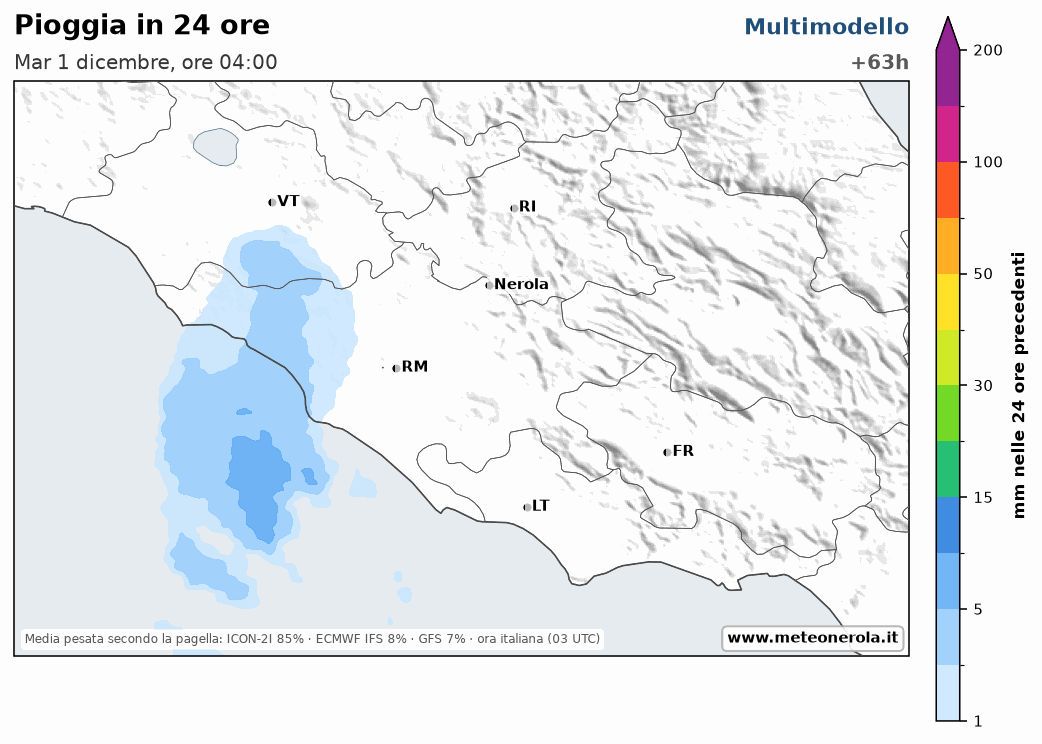 Pioggia in 24 ore
Multimodello
Mar 1 dicembre, ore 04:00
+63h
200
100
50
30
15
5
1
mm nelle 24 ore precedenti
VT
RI
Nerola
RM
FR
LT
Media pesata secondo la pagella: ICON-2I 85% · ECMWF IFS 8% · GFS 7% · ora italiana (03 UTC)
www.meteonerola.it